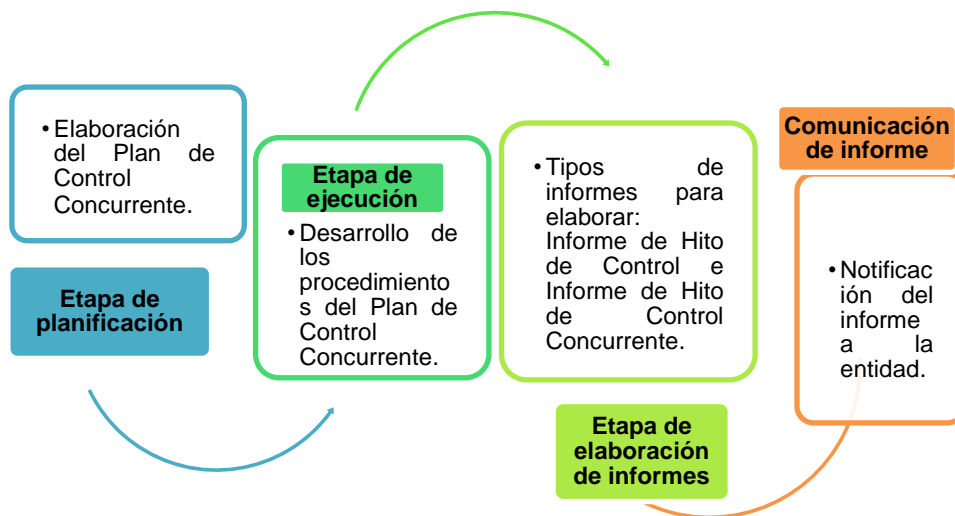 • Elaboración
del Plan de
Control
Concurrente.
Etapa de
planificación
Etapa de
ejecución
• Desarrollo de
los
procedimiento
s del Plan de
Control
Concurrente.
• Tipos de
informes para
elaborar:
Informe de Hito
de Control e
Informe de Hito
de Control
Concurrente.
Etapa de
elaboración
de informes
Comunicación
de informe
• Notificac
ión del
informe
a la
entidad.